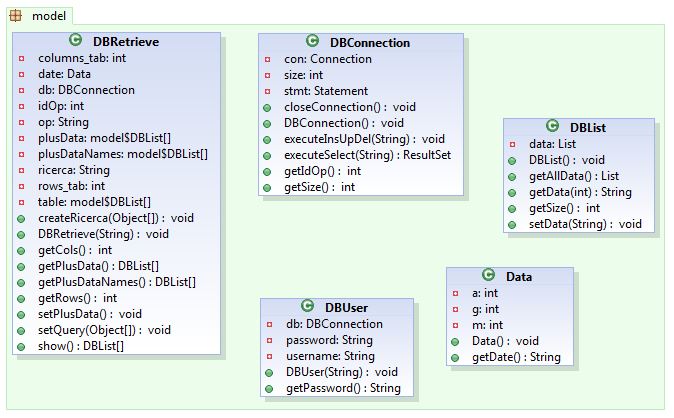 model
DBRetrieve
columns_tab: int
date: Data
db: DBConnection
idOp: int
op: String
plusData: model$DBList[]
plusDataNames: model$DBList[]
ricerca: String
rows_tab: int
table: model$DBList[]
createRicerca(Object[]) : void
DBRetrieve(String) : void
getCols() : int
getPlusData() : DBList[]
getPlusDataNames() : DBList[]
getRows() : int
setPlusData() : void
setQuery(Object[]) : void
show() : DBList[]
DBConnection
con: Connection
size: int
stmt: Statement
closeConnection() : void
DBConnection() : void
executeInsUpDel(String) : void
executeSelect(String) : ResultSet
getIdOp() : int
getSize() : int
DBList
data: List
DBList() : void
getAllData() : List
getData(int) : String
getSize() : int
setData(String) : void
DBUser
db: DBConnection
password: String
username: String
DBUser(String) : void
getPassword() : String
Data
a: int
g: int
m: int
Data() : void
getDate() : String